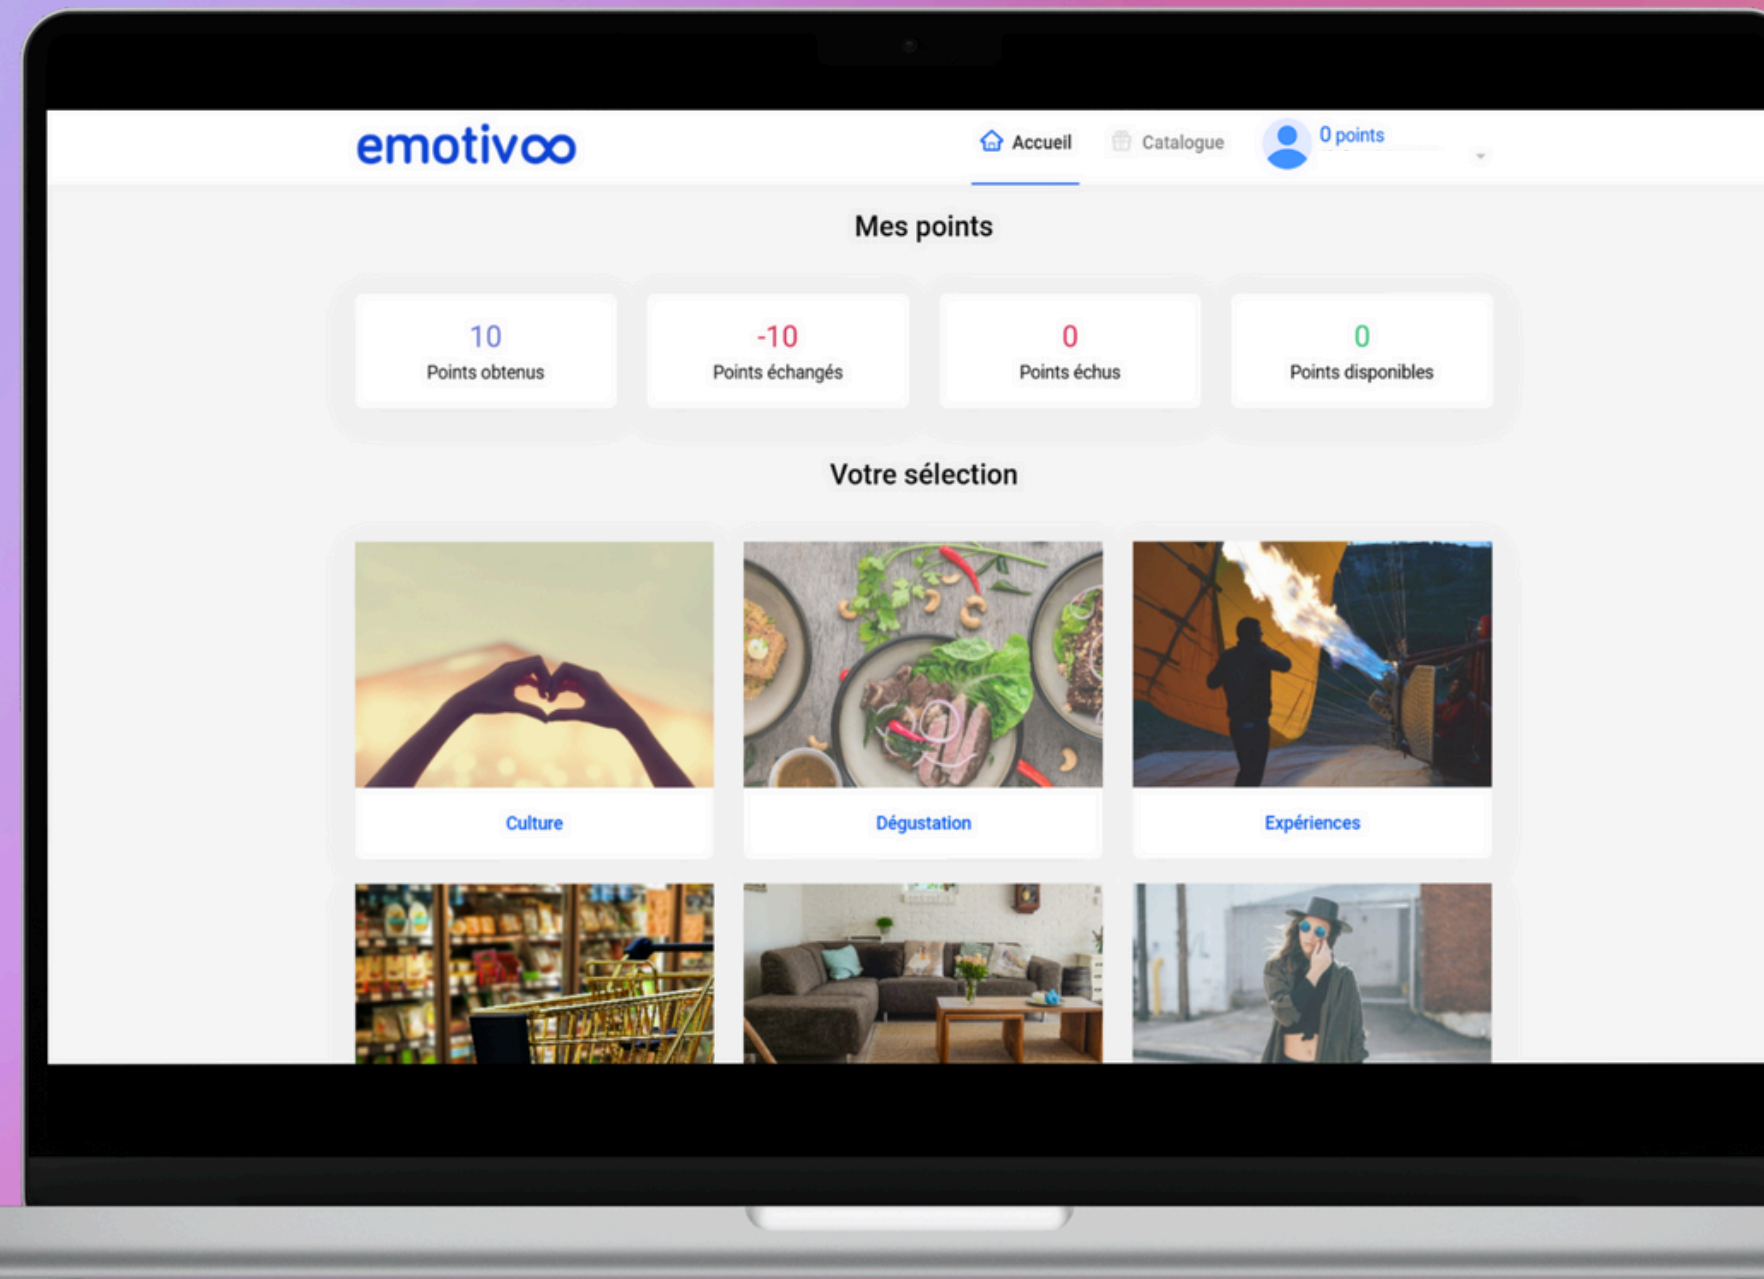 emotivoo
Accueil
Catalogue
0 points
Mes points
10
Points obtenus
-10
Points échangés
0
Points échus
0
Points disponibles
Votre sélection
Culture
Dégustation
Expériences